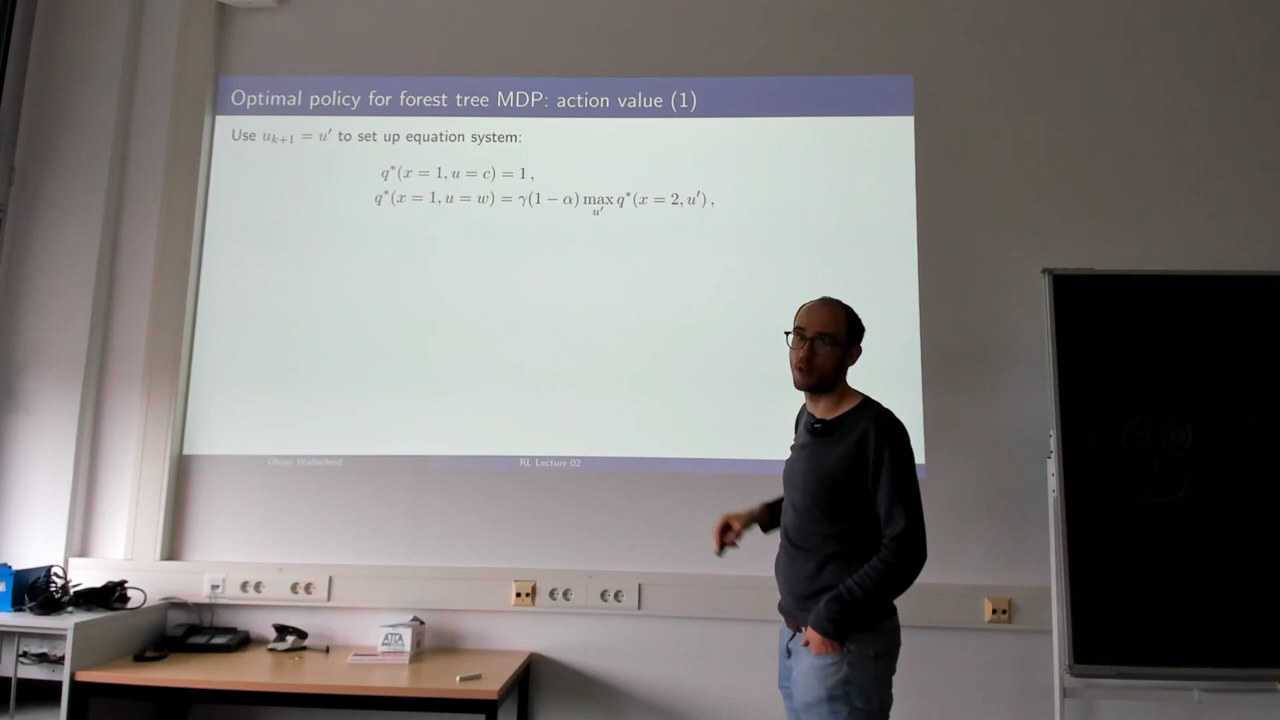 Optimal policy for forest tree MDP: action value (1)
Use u_{k+1} = u′ to set up equation system:
q*(x = 1, u = c) = 1 ,
q*(x = 1, u = w) = γ(1 − α) max_{u′} q*(x = 2, u′) ,
RL Lecture 02